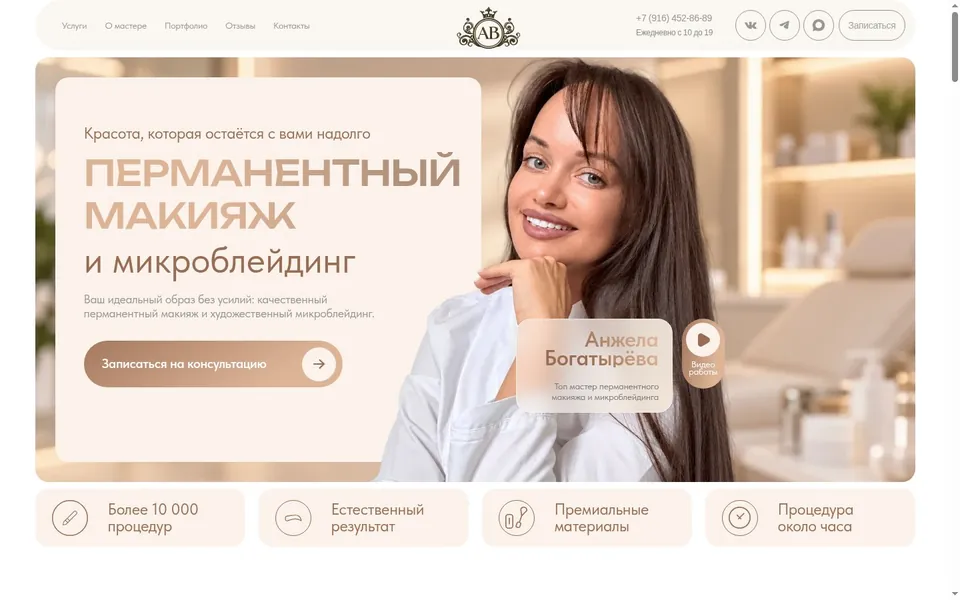 Услуги
О мастере
Портфолио
Отзывы
Контакты
AB
+7 (916) 452-86-89
Ежедневно с 10 до 19
Записаться
Красота, которая остаётся с вами надолго
ПЕРМАНЕНТНЫЙ
МАКИЯЖ
и микроблейдинг
Ваш идеальный образ без усилий: качественный
перманентный макияж и художественный микроблейдинг.
Записаться на консультацию
Анжела
Богатырёва
Топ мастер перманентного
макияжа и микроблейдинга
Видео
работы
Более 10 000
процедур
Естественный
результат
Премиальные
материалы
Процедура
около часа